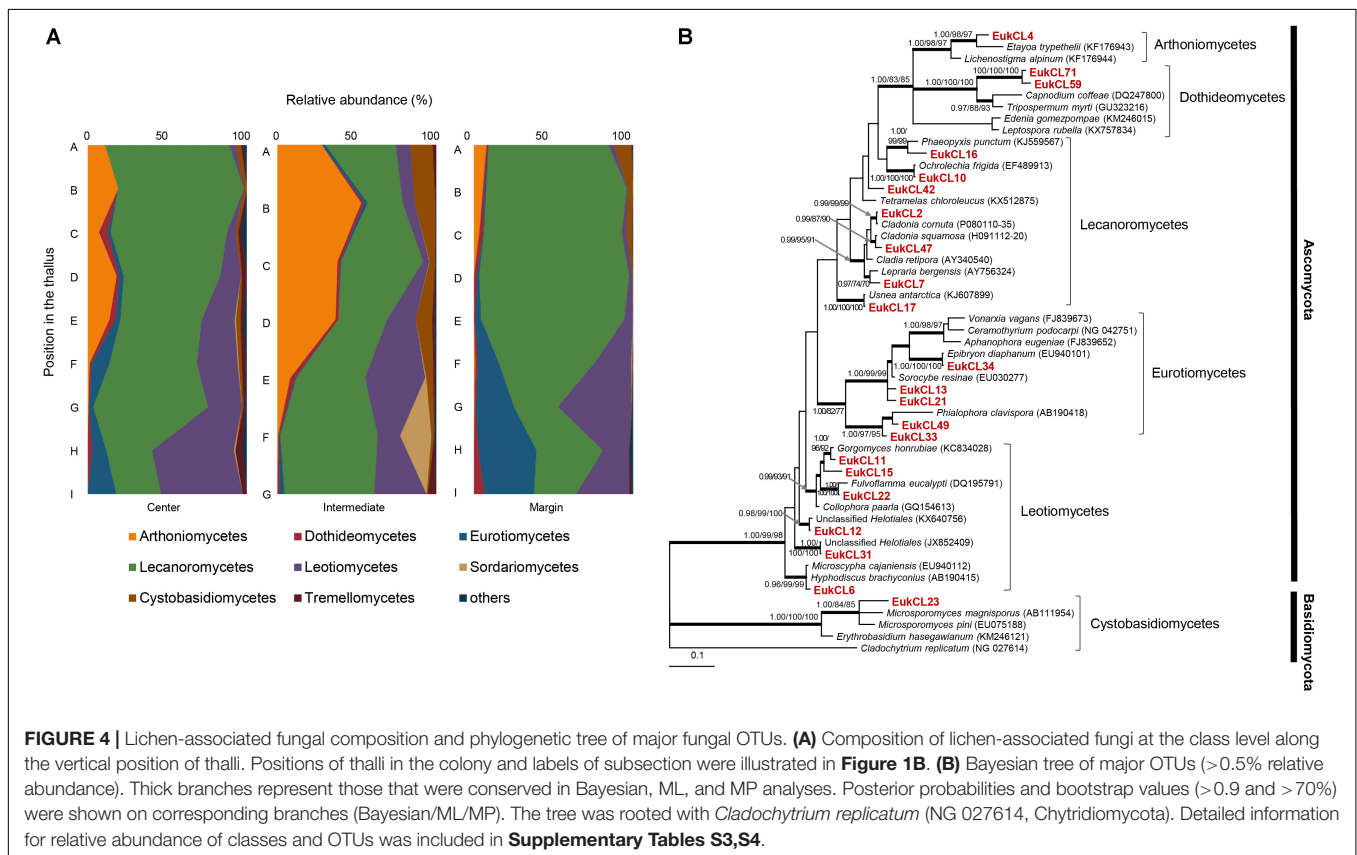 A
Relative abundance (%)
0 50 100 0 50 100 0 50 100
Position in the thallus
A
B
C
D
E
F
G
H
I
Center
A
B
C
D
E
F
G
Intermediate
A
B
C
D
E
F
G
H
I
Margin
Arthoniomycetes Dothideomycetes Eurotiomycetes
Lecanoromycetes Leotiomycetes Sordariomycetes
Cystobasidiomycetes Tremellomycetes others
B
1.00/98/97
EukCL4
1.00/98/97
Etayoa trypethelii (KF176943)
Arthoniomycetes
Lichenostigma alpinum (KF176944)
1.00/83/85
100/100/100
EukCL71
1.00/100/100
EukCL59
Capnodium coffeae (DQ247800)
Dothideomycetes
0.97/88/93
Tripospermum myrti (GU323216)
Edenia gomezpompae (KM246015)
Leptospora rubella (KX757834)
1.00/
99/99
Phaeopyxis punctum (KJ559567)
EukCL16
Ochrolechia frigida (EF489913)
1.00/100/100
EukCL10
EukCL42
Tetramelas chloroleucus (KX512875)
0.99/99/99
EukCL2
0.99/87/90
Cladonia cornuta (P080110-35)
Lecanoromycetes
Cladonia squamosa (H091112-20)
0.99/95/91
EukCL47
Cladia retipora (AY340540)
Lepraria bergensis (AY756324)
0.97/74/70
EukCL7
Usnea antarctica (KJ607899)
1.00/100/100
EukCL17
Vonarxia vagans (FJ839673)
1.00/98/97
Ceramothyrium podocarpi (NG 042751)
Aphanophora eugeniae (FJ839652)
Epibryon diaphanum (EU940101)
1.00/100/100
EukCL34
1.00/99/99
Sorocybe resinae (EU030277)
Eurotiomycetes
EukCL13
EukCL21
1.00/82/77
Phialophora clavispora (AB190418)
EukCL49
1.00/97/95
EukCL33
1.00/
96/92
Gorgomyces honrubiae (KC834028)
EukCL11
EukCL15
0.99/93/91
Fulvoflamma eucalypti (DQ195791)
1.00/
100/100
EukCL22
Collophora paarla (GQ154613)
0.98/99/100
Unclassified Helotiales (KX640756)
Leotiomycetes
EukCL12
1.00/
100/100
Unclassified Helotiales (JX852409)
EukCL31
1.00/99/98
Microscypha cajaniensis (EU940112)
Hyphodiscus brachyconius (AB190415)
0.96/99/99
EukCL6
EukCL23
1.00/84/85
Microsporomyces magnisporus (AB111954)
1.00/100/100
Microsporomyces pini (EU075188)
Cystobasidiomycetes
Erythrobasidium hasegawianum (KM246121)
Cladochytrium replicatum (NG 027614)
0.1
Ascomycota
Basidiomycota
FIGURE 4 | Lichen-associated fungal composition and phylogenetic tree of major fungal OTUs. (A) Composition of lichen-associated fungi at the class level along
the vertical position of thalli. Positions of thalli in the colony and labels of subsection were illustrated in Figure 1B. (B) Bayesian tree of major OTUs (>0.5% relative
abundance). Thick branches represent those that were conserved in Bayesian, ML, and MP analyses. Posterior probabilities and bootstrap values (>0.9 and >70%)
were shown on corresponding branches (Bayesian/ML/MP). The tree was rooted with Cladochytrium replicatum (NG 027614, Chytridiomycota). Detailed information
for relative abundance of classes and OTUs was included in Supplementary Tables S3,S4.